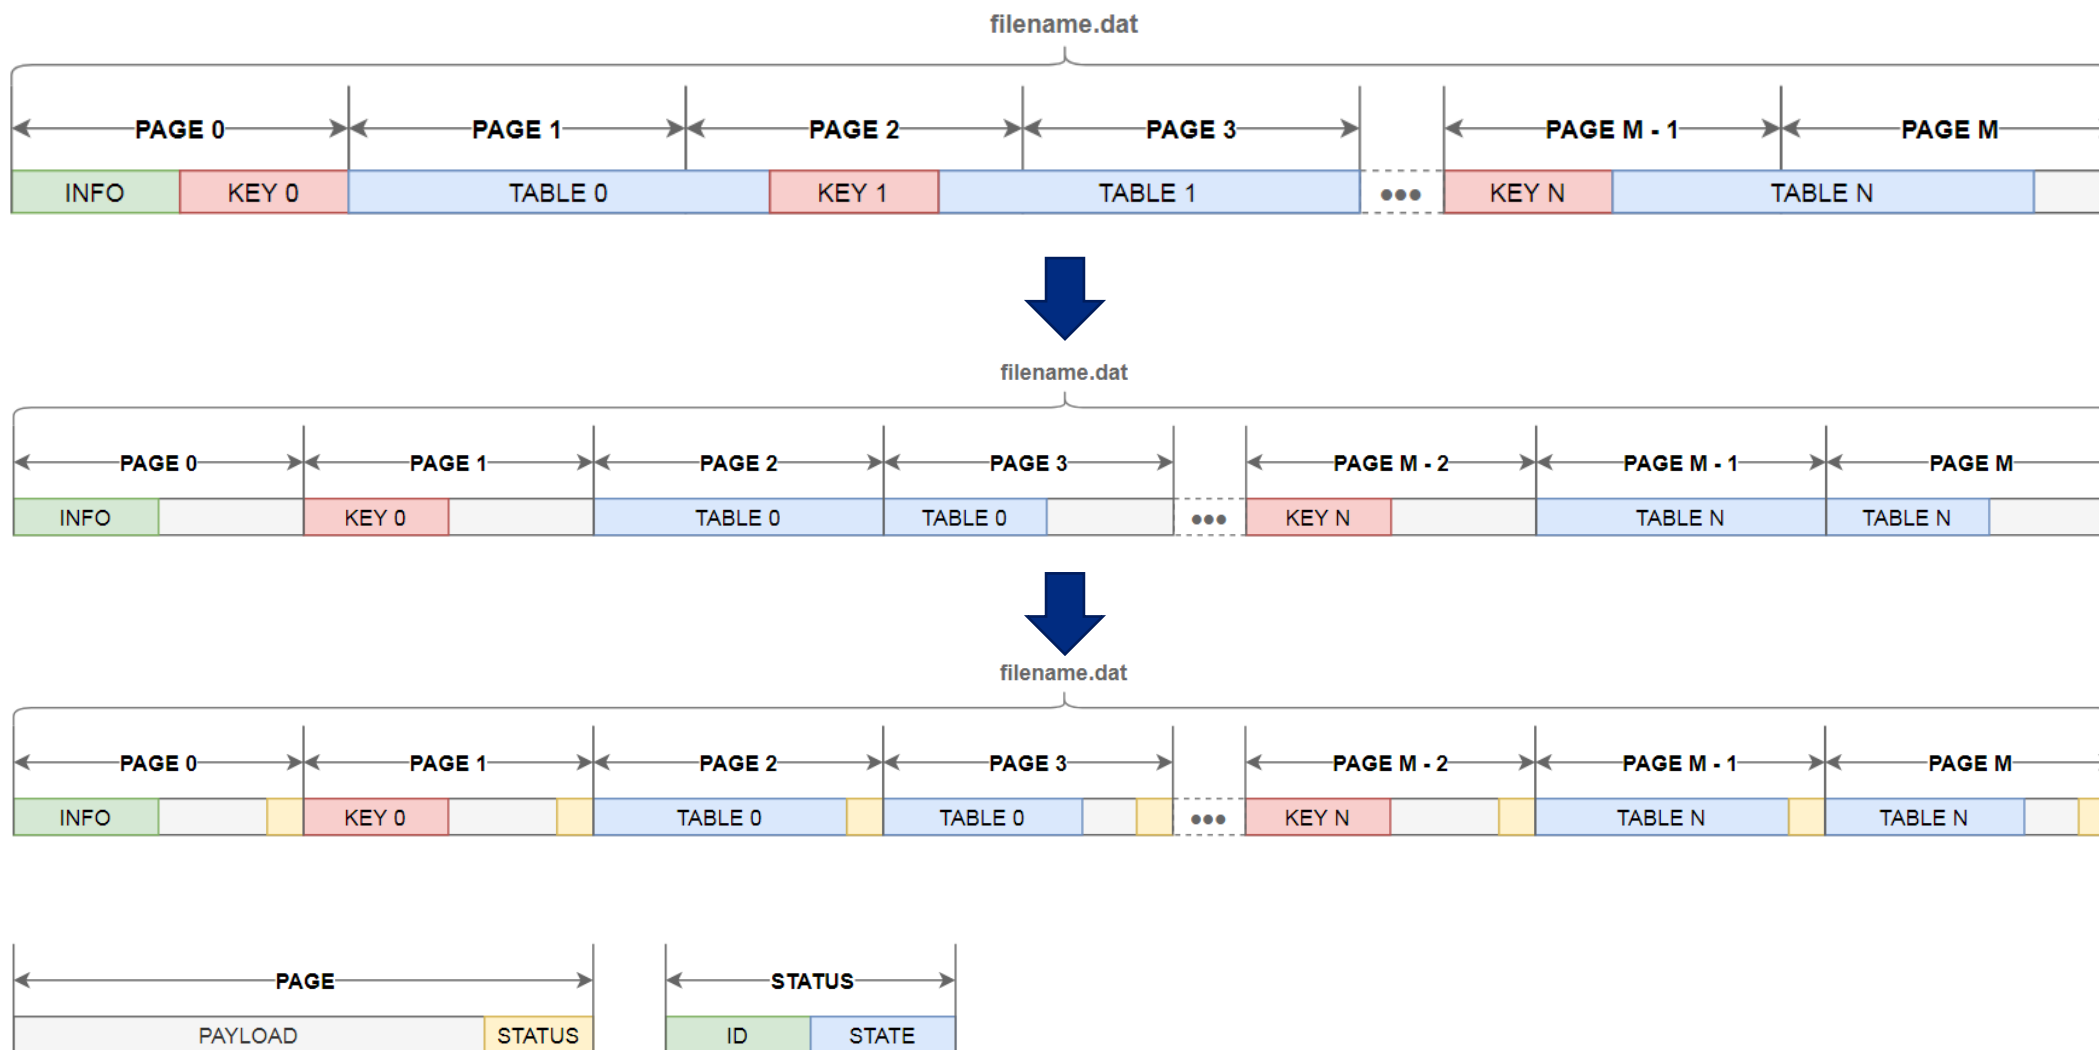 filename.dat
PAGE 0 PAGE 1 PAGE 2 PAGE 3 PAGE M - 1 PAGE M
INFO KEY 0 TABLE 0 KEY 1 TABLE 1 ●●● KEY N TABLE N
filename.dat
PAGE 0 PAGE 1 PAGE 2 PAGE 3 PAGE M - 2 PAGE M - 1 PAGE M
INFO KEY 0 TABLE 0 TABLE 0 ●●● KEY N TABLE N TABLE N
filename.dat
PAGE 0 PAGE 1 PAGE 2 PAGE 3 PAGE M - 2 PAGE M - 1 PAGE M
INFO KEY 0 TABLE 0 TABLE 0 ●●● KEY N TABLE N TABLE N
PAGE STATUS
PAYLOAD STATUS ID STATE